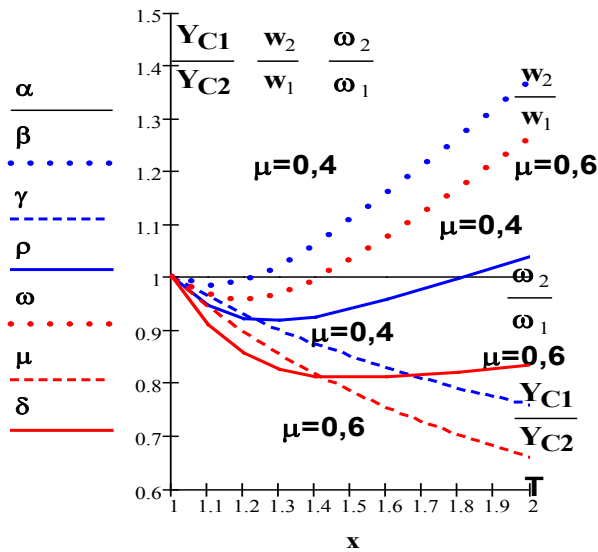 1.5
Y_C1 / Y_C2 w_2 / w_1 ω_2 / ω_1
1.4
w_2 / w_1
α
β
1.3
μ=0,4
μ=0,6
1.2
γ
μ=0,4
1.1
ρ
1
ω_2 / ω_1
ω
0.9
μ=0,4
μ=0,6
μ
0.8
Y_C1 / Y_C2
δ
μ=0,6
0.7
T
0.6
1 1.1 1.2 1.3 1.4 1.5 1.6 1.7 1.8 1.9 2
x